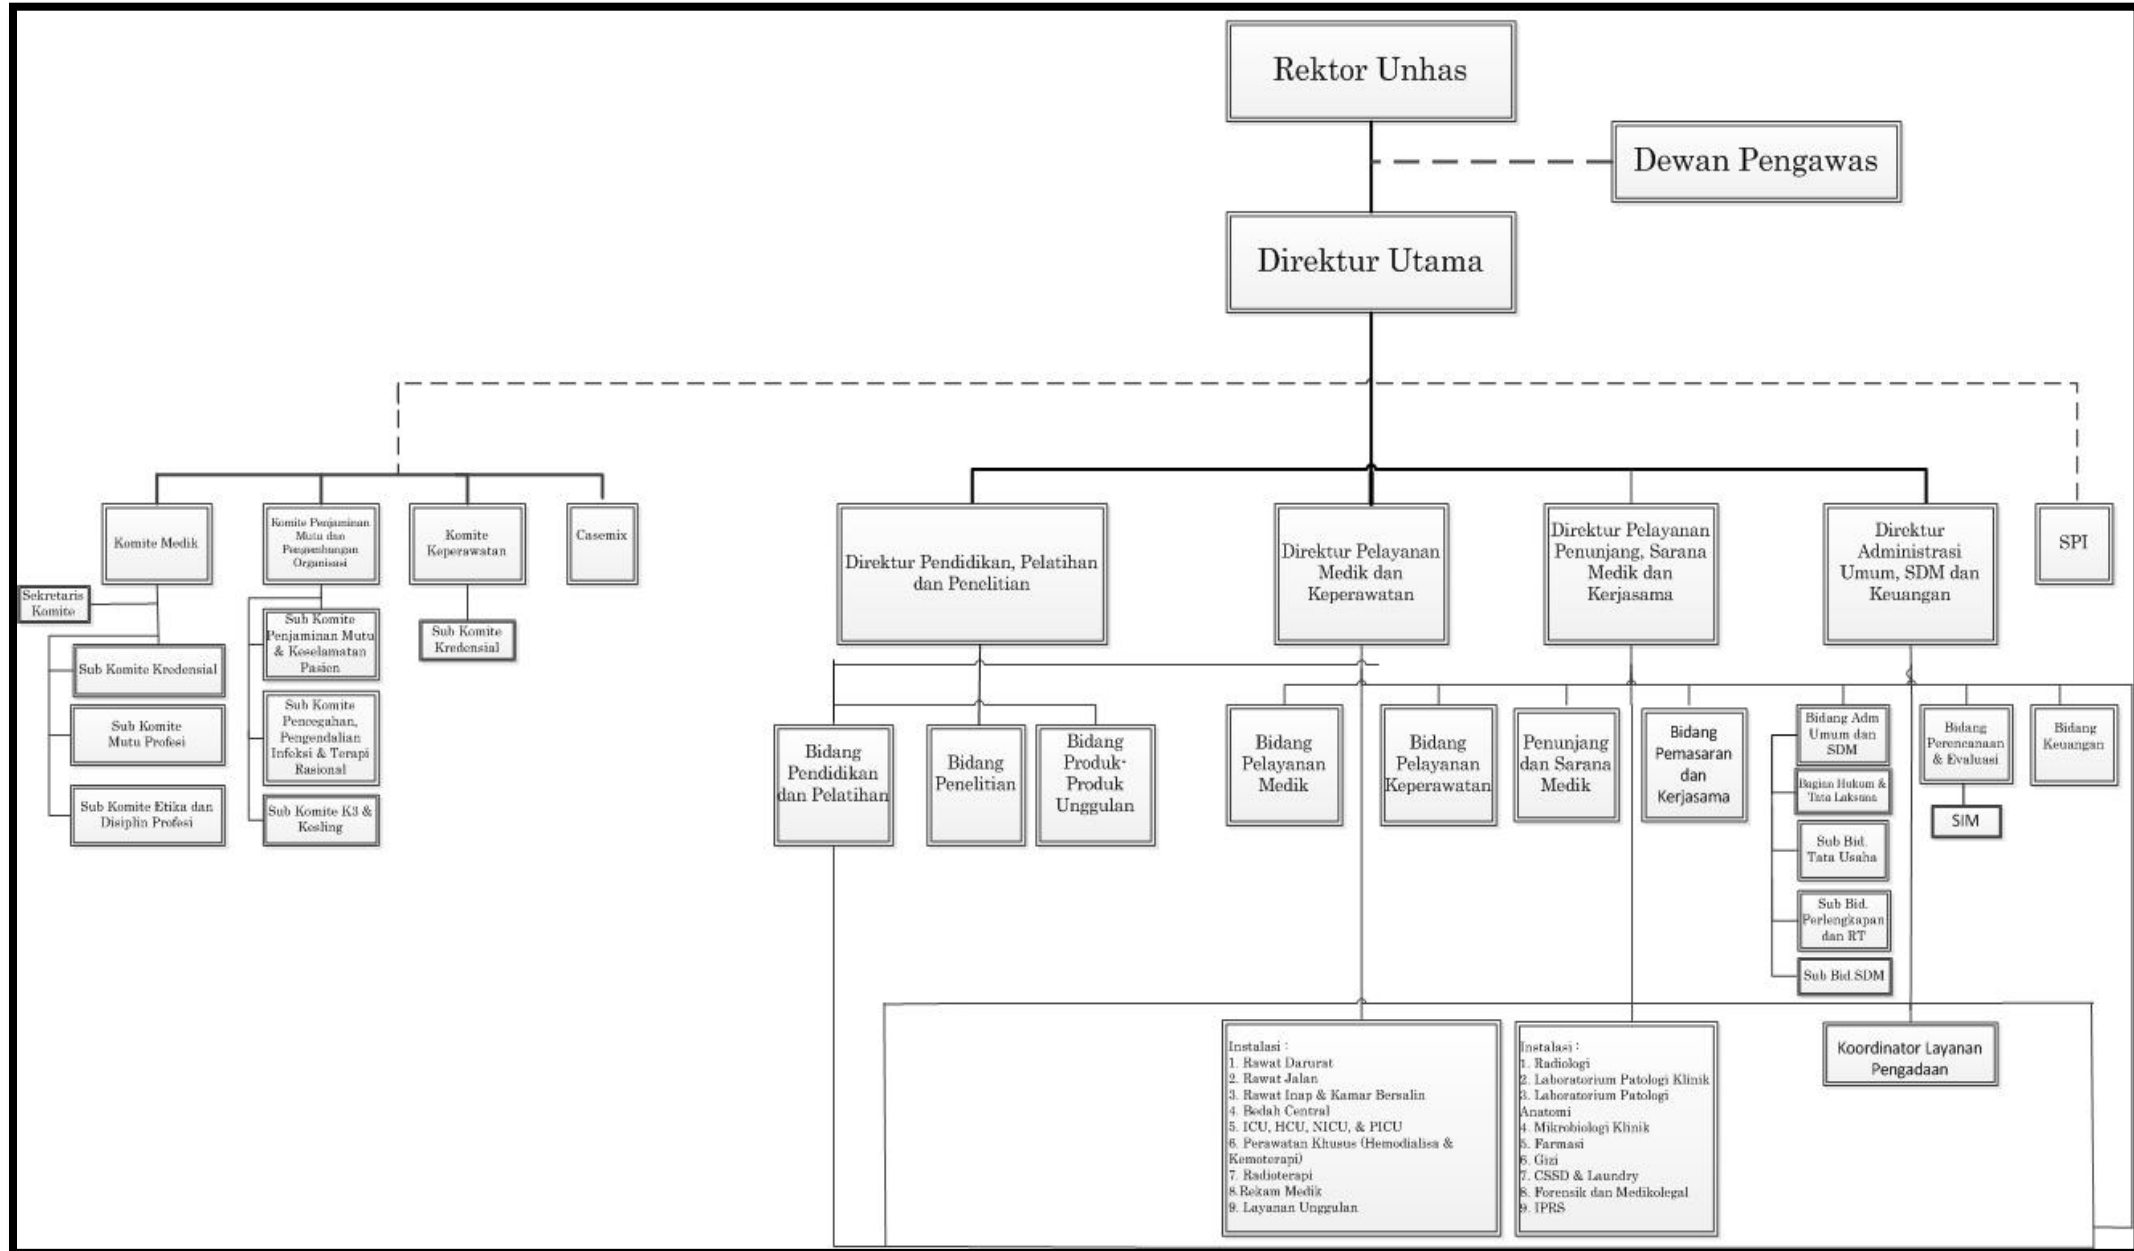 Rektor Unhas
Dewan Pengawas
Direktur Utama
Komite Medik
Komite Penjaminan
Mutu dan
Pengembangan
Organisasi
Komite
Keperawatan
Casemix
Direktur Pendidikan, Pelatihan
dan Penelitian
Direktur Pelayanan
Medik dan
Keperawatan
Direktur Pelayanan
Penunjang, Sarana
Medik dan
Kerjasama
Direktur
Administrasi
Umum, SDM dan
Keuangan
SPI
Sekretaris
Komite
Sub Komite Kredensial
Sub Komite
Mutu Profesi
Sub Komite Etika dan
Disiplin Profesi
Sub Komite
Penjaminan Mutu
& Keselamatan
Pasien
Sub Komite
Pencegahan,
Pengendalian
Infeksi & Terapi
Rasional
Sub Komite K3 &
Kesling
Sub Komite
Kredensial
Bidang
Pendidikan
dan Pelatihan
Bidang
Penelitian
Bidang
Produk-
Produk
Unggulan
Bidang
Pelayanan
Medik
Bidang
Pelayanan
Keperawatan
Penunjang
dan Sarana
Medik
Bidang
Pemasaran
dan
Kerjasama
Bidang Adm
Umum dan
SDM
Bagian Hukum &
Tata Laksana
Sub Bid.
Tata Usaha
Sub Bid.
Perlengkapan
dan RT
Sub Bid.SDM
Bidang
Perencanaan
& Evaluasi
SIM
Bidang
Keuangan
Instalasi :
1. Rawat Darurat
2. Rawat Jalan
3. Rawat Inap & Kamar Bersalin
4. Bedah Central
5. ICU, HCU, NICU, & PICU
6. Perawatan Khusus (Hemodialisa &
Kemoterapi)
7. Radioterapi
8.Rekam Medik
9. Layanan Unggulan
Instalasi :
1. Radiologi
2. Laboratorium Patologi Klinik
3. Laboratorium Patologi
Anatomi
4. Mikrobiologi Klinik
5. Farmasi
6. Gizi
7. CSSD & Laundry
8. Forensik dan Medikolegal
9. IPRS
Koordinator Layanan
Pengadaan